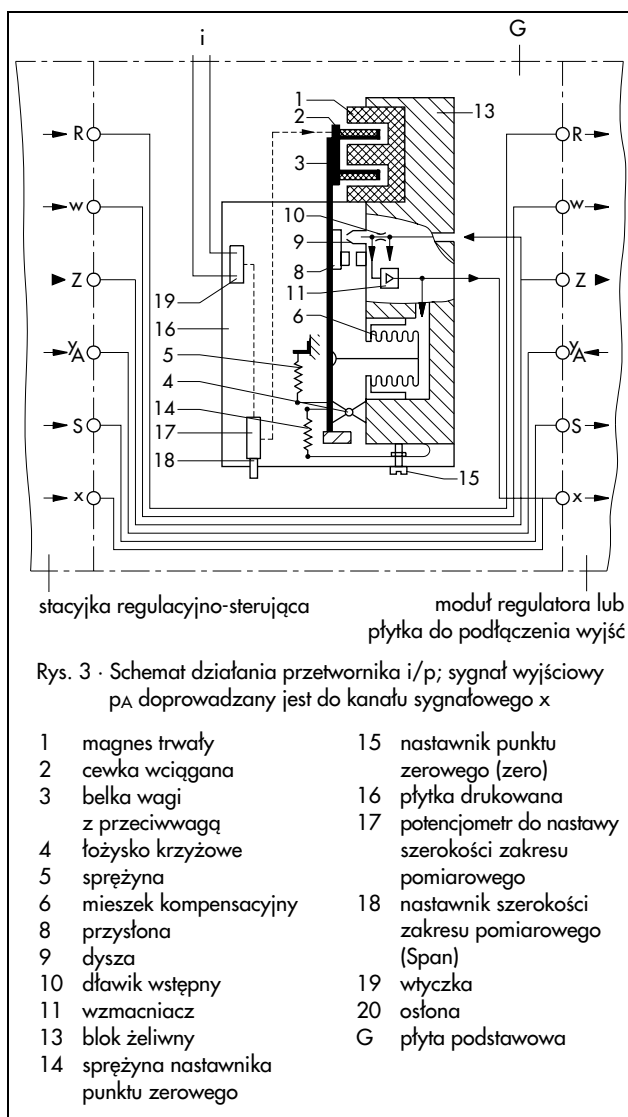 i
G
1
2
3
13
R
R
w
w
10
9
8
Z
Z
19
11
16
6
yA
yA
5
4
S
S
14
17
x
18
15
x
stacyjka regulacyjno-sterująca
moduł regulatora lub
płytka do podłączenia wyjść
Rys. 3 · Schemat działania przetwornika i/p; sygnał wyjściowy
pA doprowadzany jest do kanału sygnałowego x
1 magnes trwały
2 cewka wciągana
3 belka wagi
z przeciwwagą
4 łożysko krzyżowe
5 sprężyna
6 mieszek kompensacyjny
8 przysłona
9 dysza
10 dławik wstępny
11 wzmacniacz
13 blok żeliwny
14 sprężyna nastawnika
punktu zerowego
15 nastawnik punktu
zerowego (zero)
16 płytka drukowana
17 potencjometr do nastawy
szerokości zakresu
pomiarowego
18 nastawnik szerokości
zakresu pomiarowego
(Span)
19 wtyczka
20 osłona
G płyta podstawowa